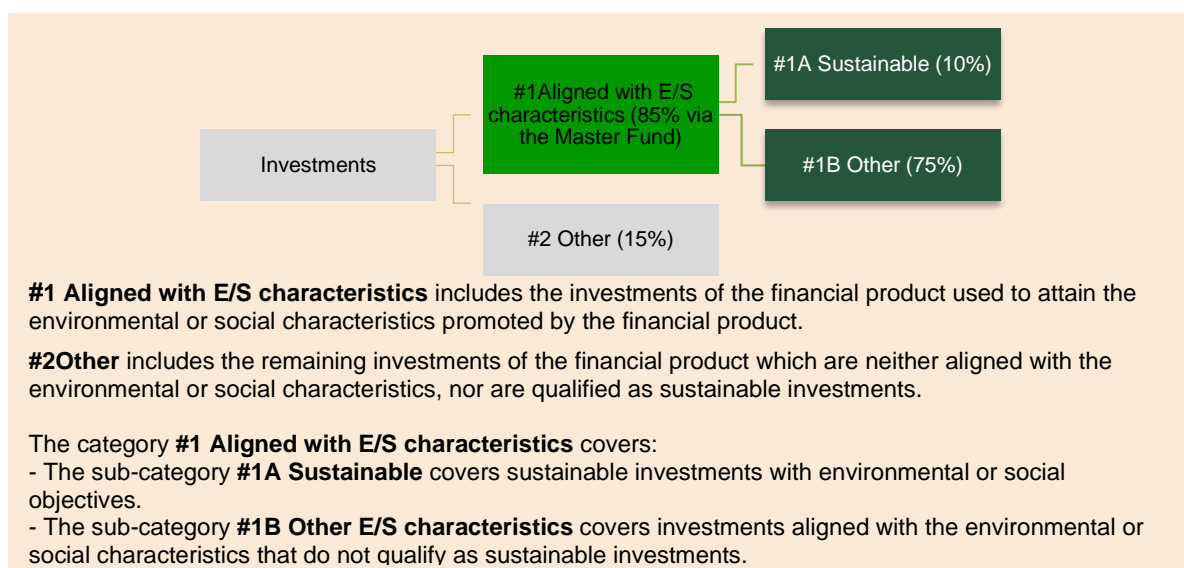 #1A Sustainable (10%)
#1Aligned with E/S
characteristics (85% via
the Master Fund)
Investments
#1B Other (75%)
#2 Other (15%)
#1 Aligned with E/S characteristics includes the investments of the financial product used to attain the
environmental or social characteristics promoted by the financial product.
#2Other includes the remaining investments of the financial product which are neither aligned with the
environmental or social characteristics, nor are qualified as sustainable investments.
The category #1 Aligned with E/S characteristics covers:
- The sub-category #1A Sustainable covers sustainable investments with environmental or social
objectives.
- The sub-category #1B Other E/S characteristics covers investments aligned with the environmental or
social characteristics that do not qualify as sustainable investments.